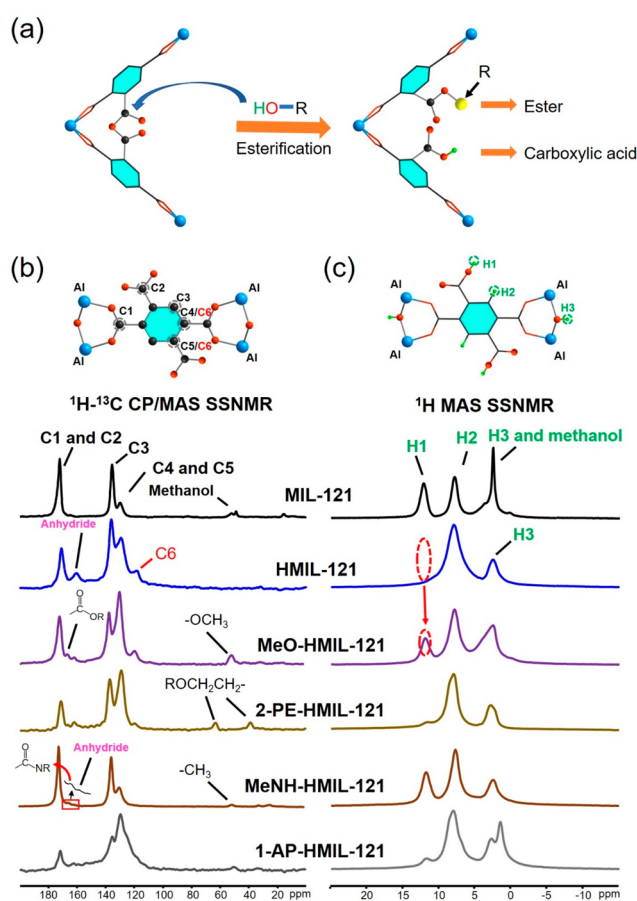 (a)
HO–R
Esterification
R
Ester
Carboxylic acid
(b)
Al
C2
Al
C1
C3
C4/C6
C5/C6
Al
Al
¹H-¹³C CP/MAS SSNMR
(c)
H1
Al
H2
Al
H3
Al
Al
¹H MAS SSNMR
C1 and C2
C3
C4 and C5
Methanol
MIL-121
H1
H2
H3 and methanol
Anhydride
C6
HMIL-121
H3
O
OR
-OCH₃
MeO-HMIL-121
ROCH₂CH₂-
2-PE-HMIL-121
O
NR
Anhydride
-CH₃
MeNH-HMIL-121
1-AP-HMIL-121
200 180 160 140 120 100 80 60 40 20 ppm
20 15 10 5 0 -5 -10 ppm